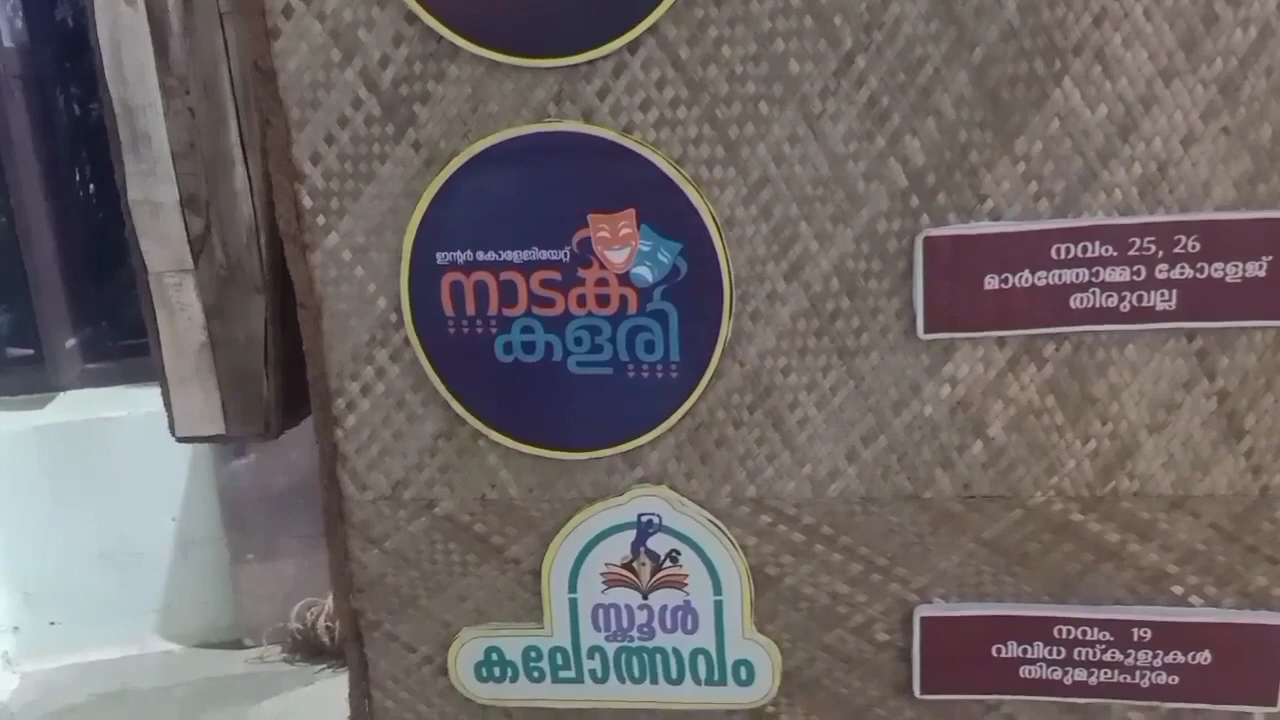 ഇന്റർ കോളേജിയേറ്റ്
നാടക
കളരി
നവം. 25, 26
മാർത്തോമ്മാ കോളേജ്
തിരുവല്ല
സ്കൂൾ
കലോത്സവം
നവം. 19
വിവിധ സ്കൂളുകൾ
തിരുമൂലപുരം